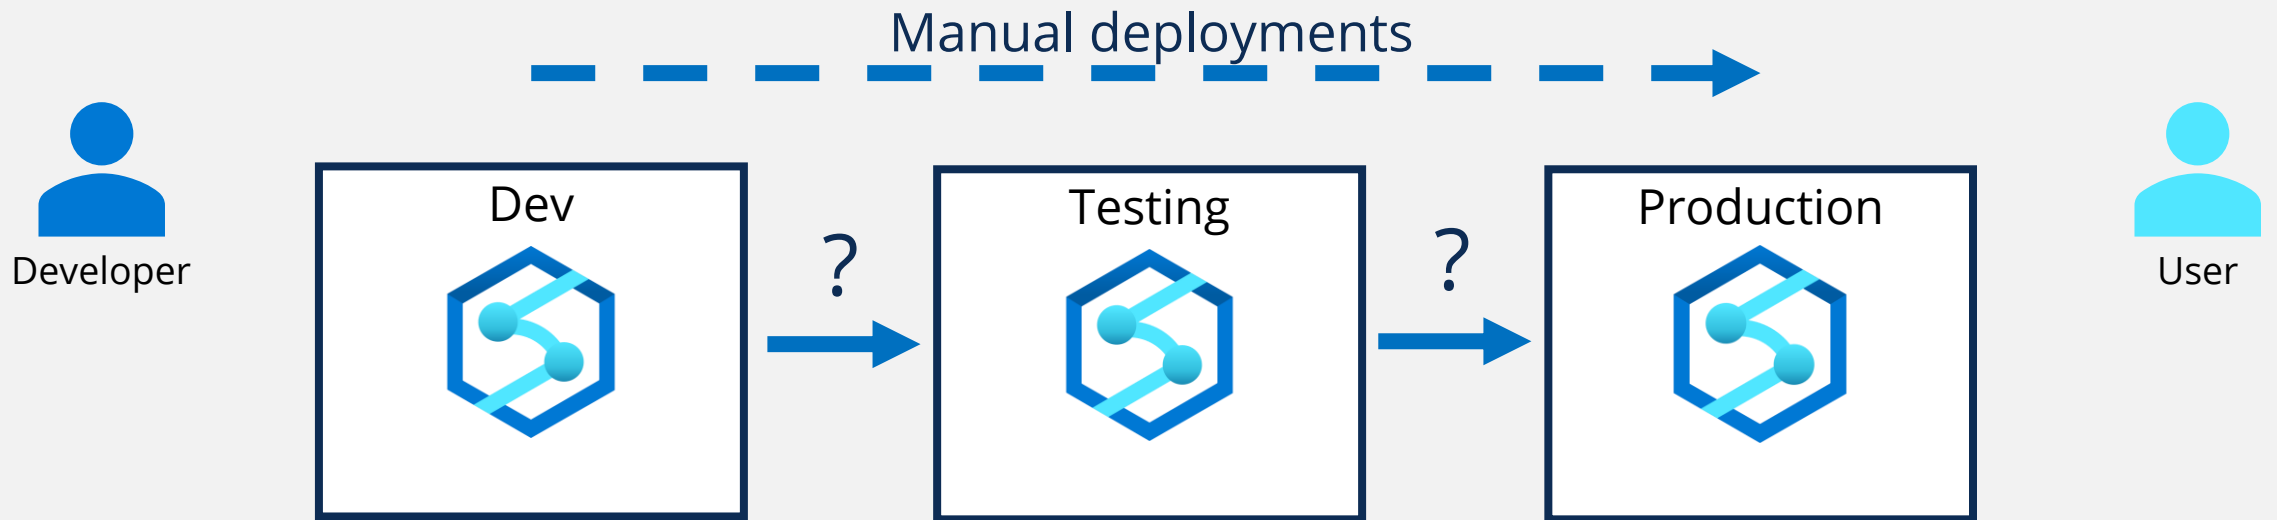 Manual deployments
Dev
Testing
Production
?
?
Developer
User